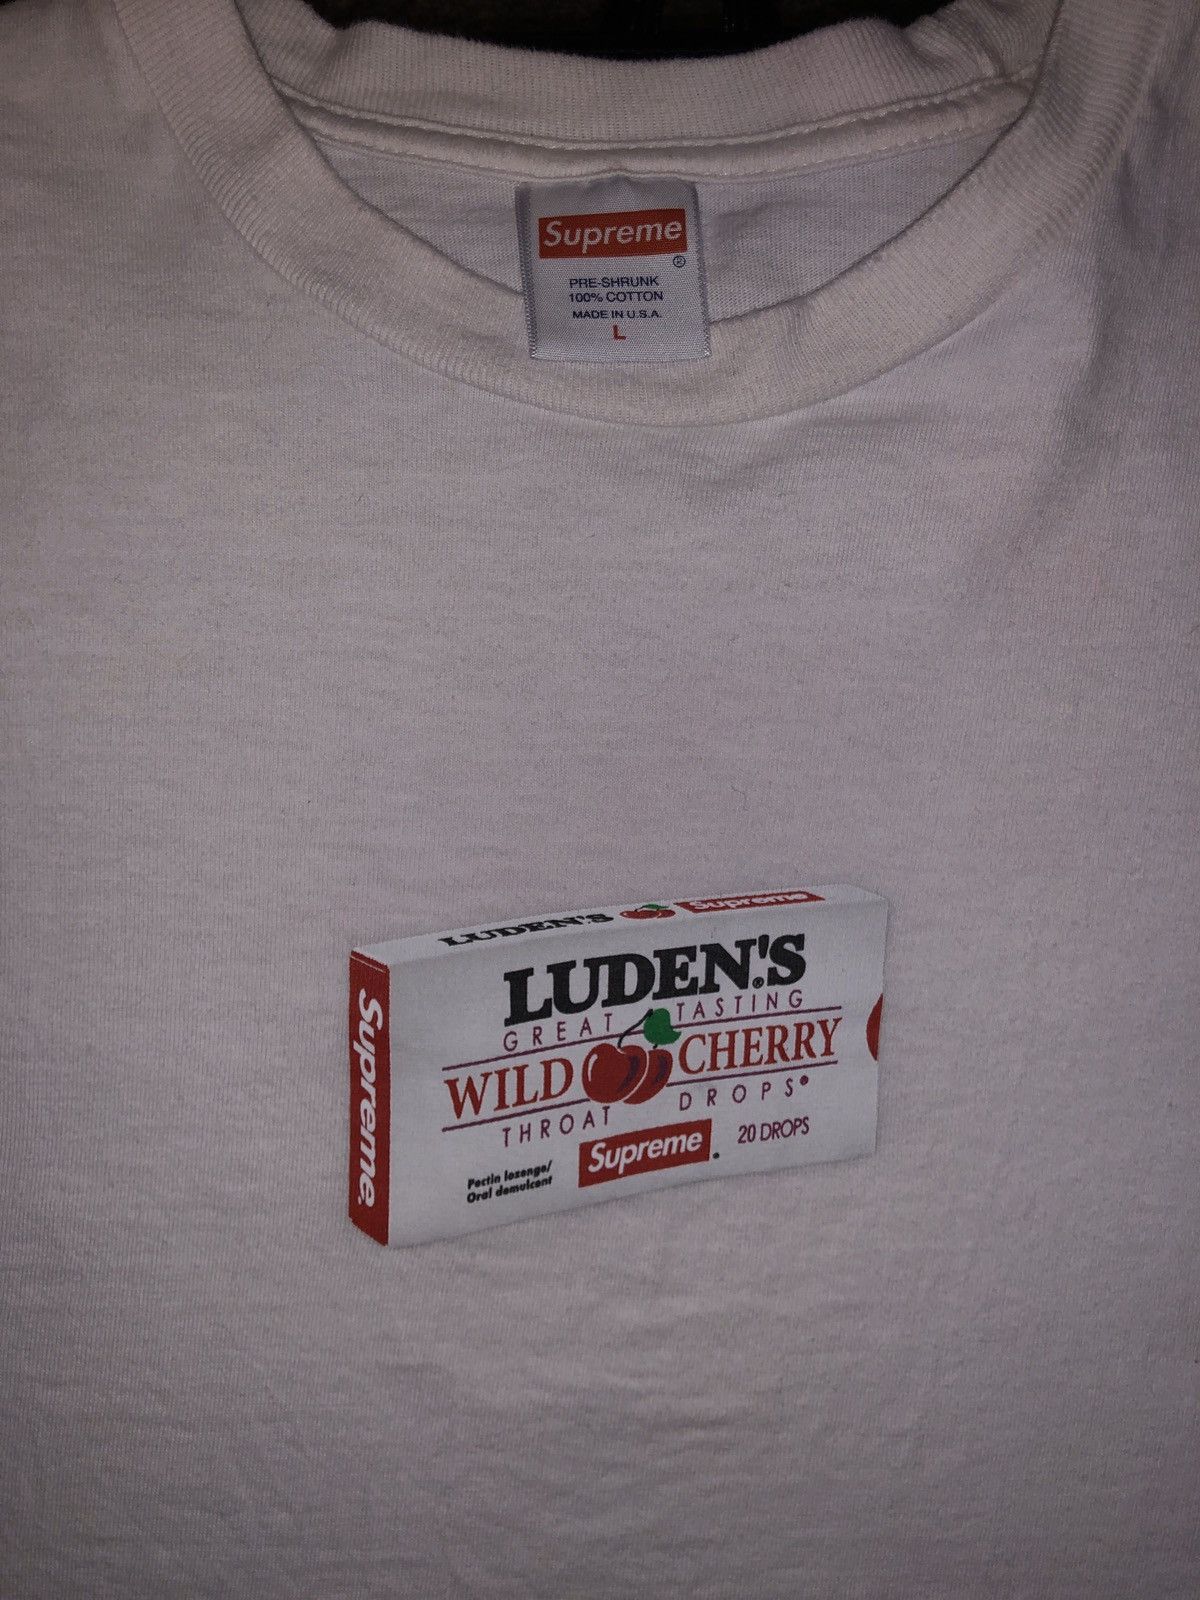 Supreme
®
PRE-SHRUNK
100% COTTON
MADE IN U.S.A.
L
LUDEN'S Supreme
LUDEN'S®
GREAT TASTING
WILD CHERRY
THROAT DROPS®
Supreme®
20 DROPS
Pectin lozenge/
Oral demulcent
Supreme®